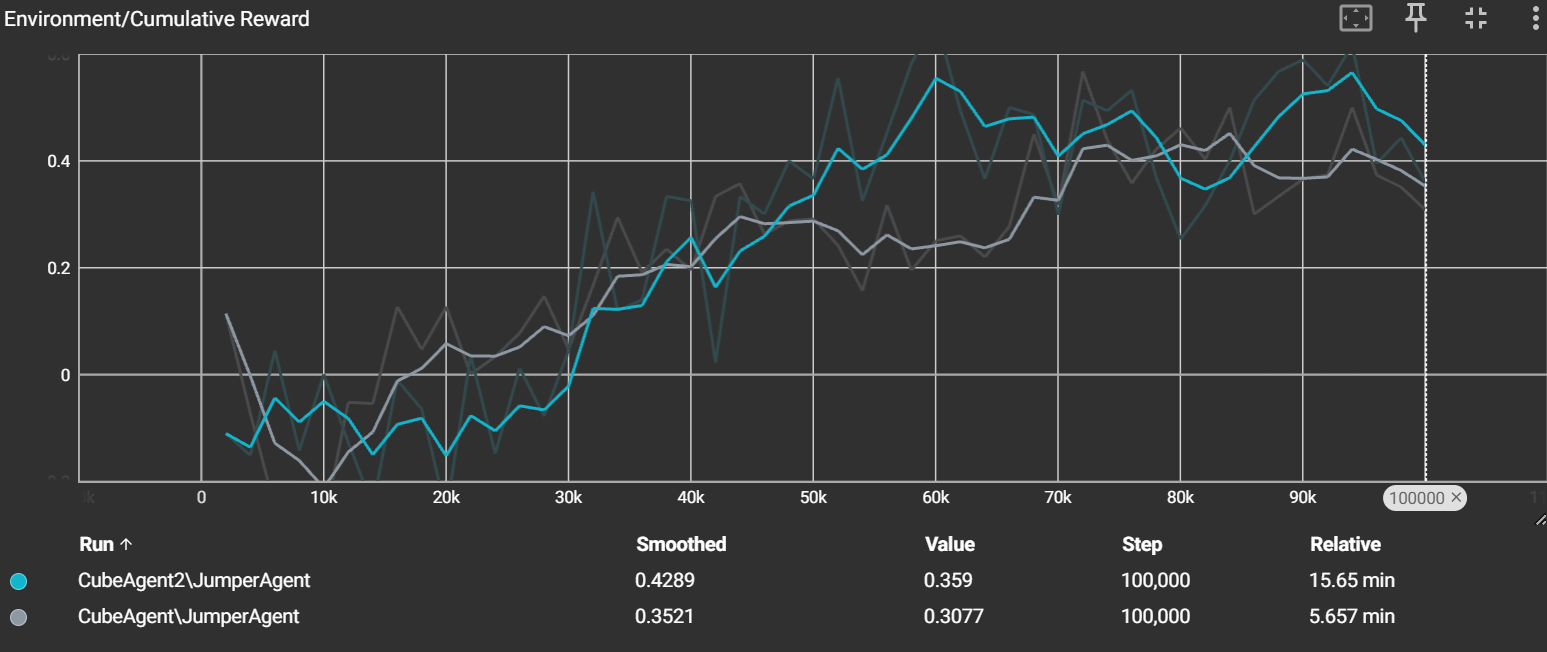 Environment/Cumulative Reward
0.4
0.2
0
0 10k 20k 30k 40k 50k 60k 70k 80k 90k 100000 ×
Run ↑ Smoothed Value Step Relative
CubeAgent2\JumperAgent 0.4289 0.359 100,000 15.65 min
CubeAgent\JumperAgent 0.3521 0.3077 100,000 5.657 min